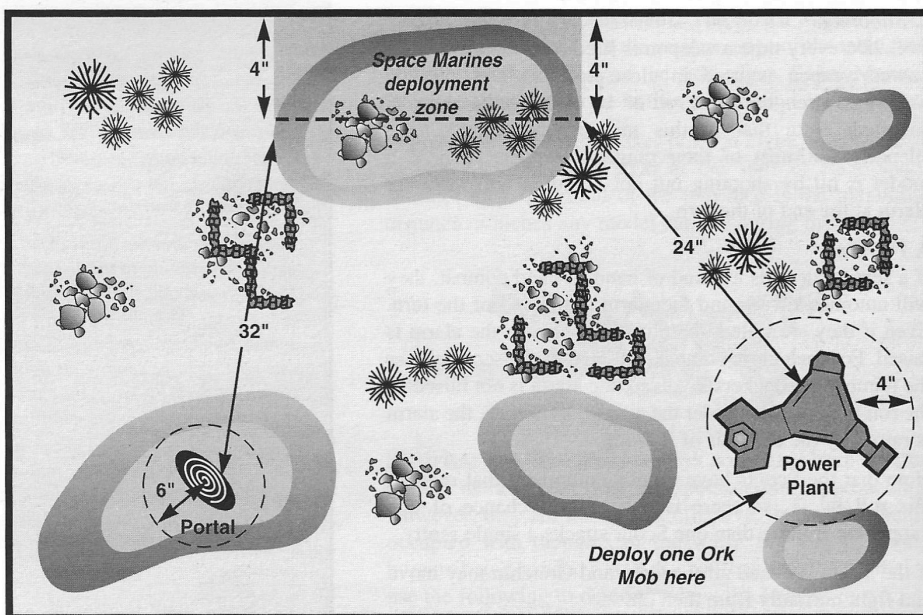 4"
Space Marines
deployment
zone
4"
24"
32"
6"
Portal
4"
Power
Plant
Deploy one Ork
Mob here